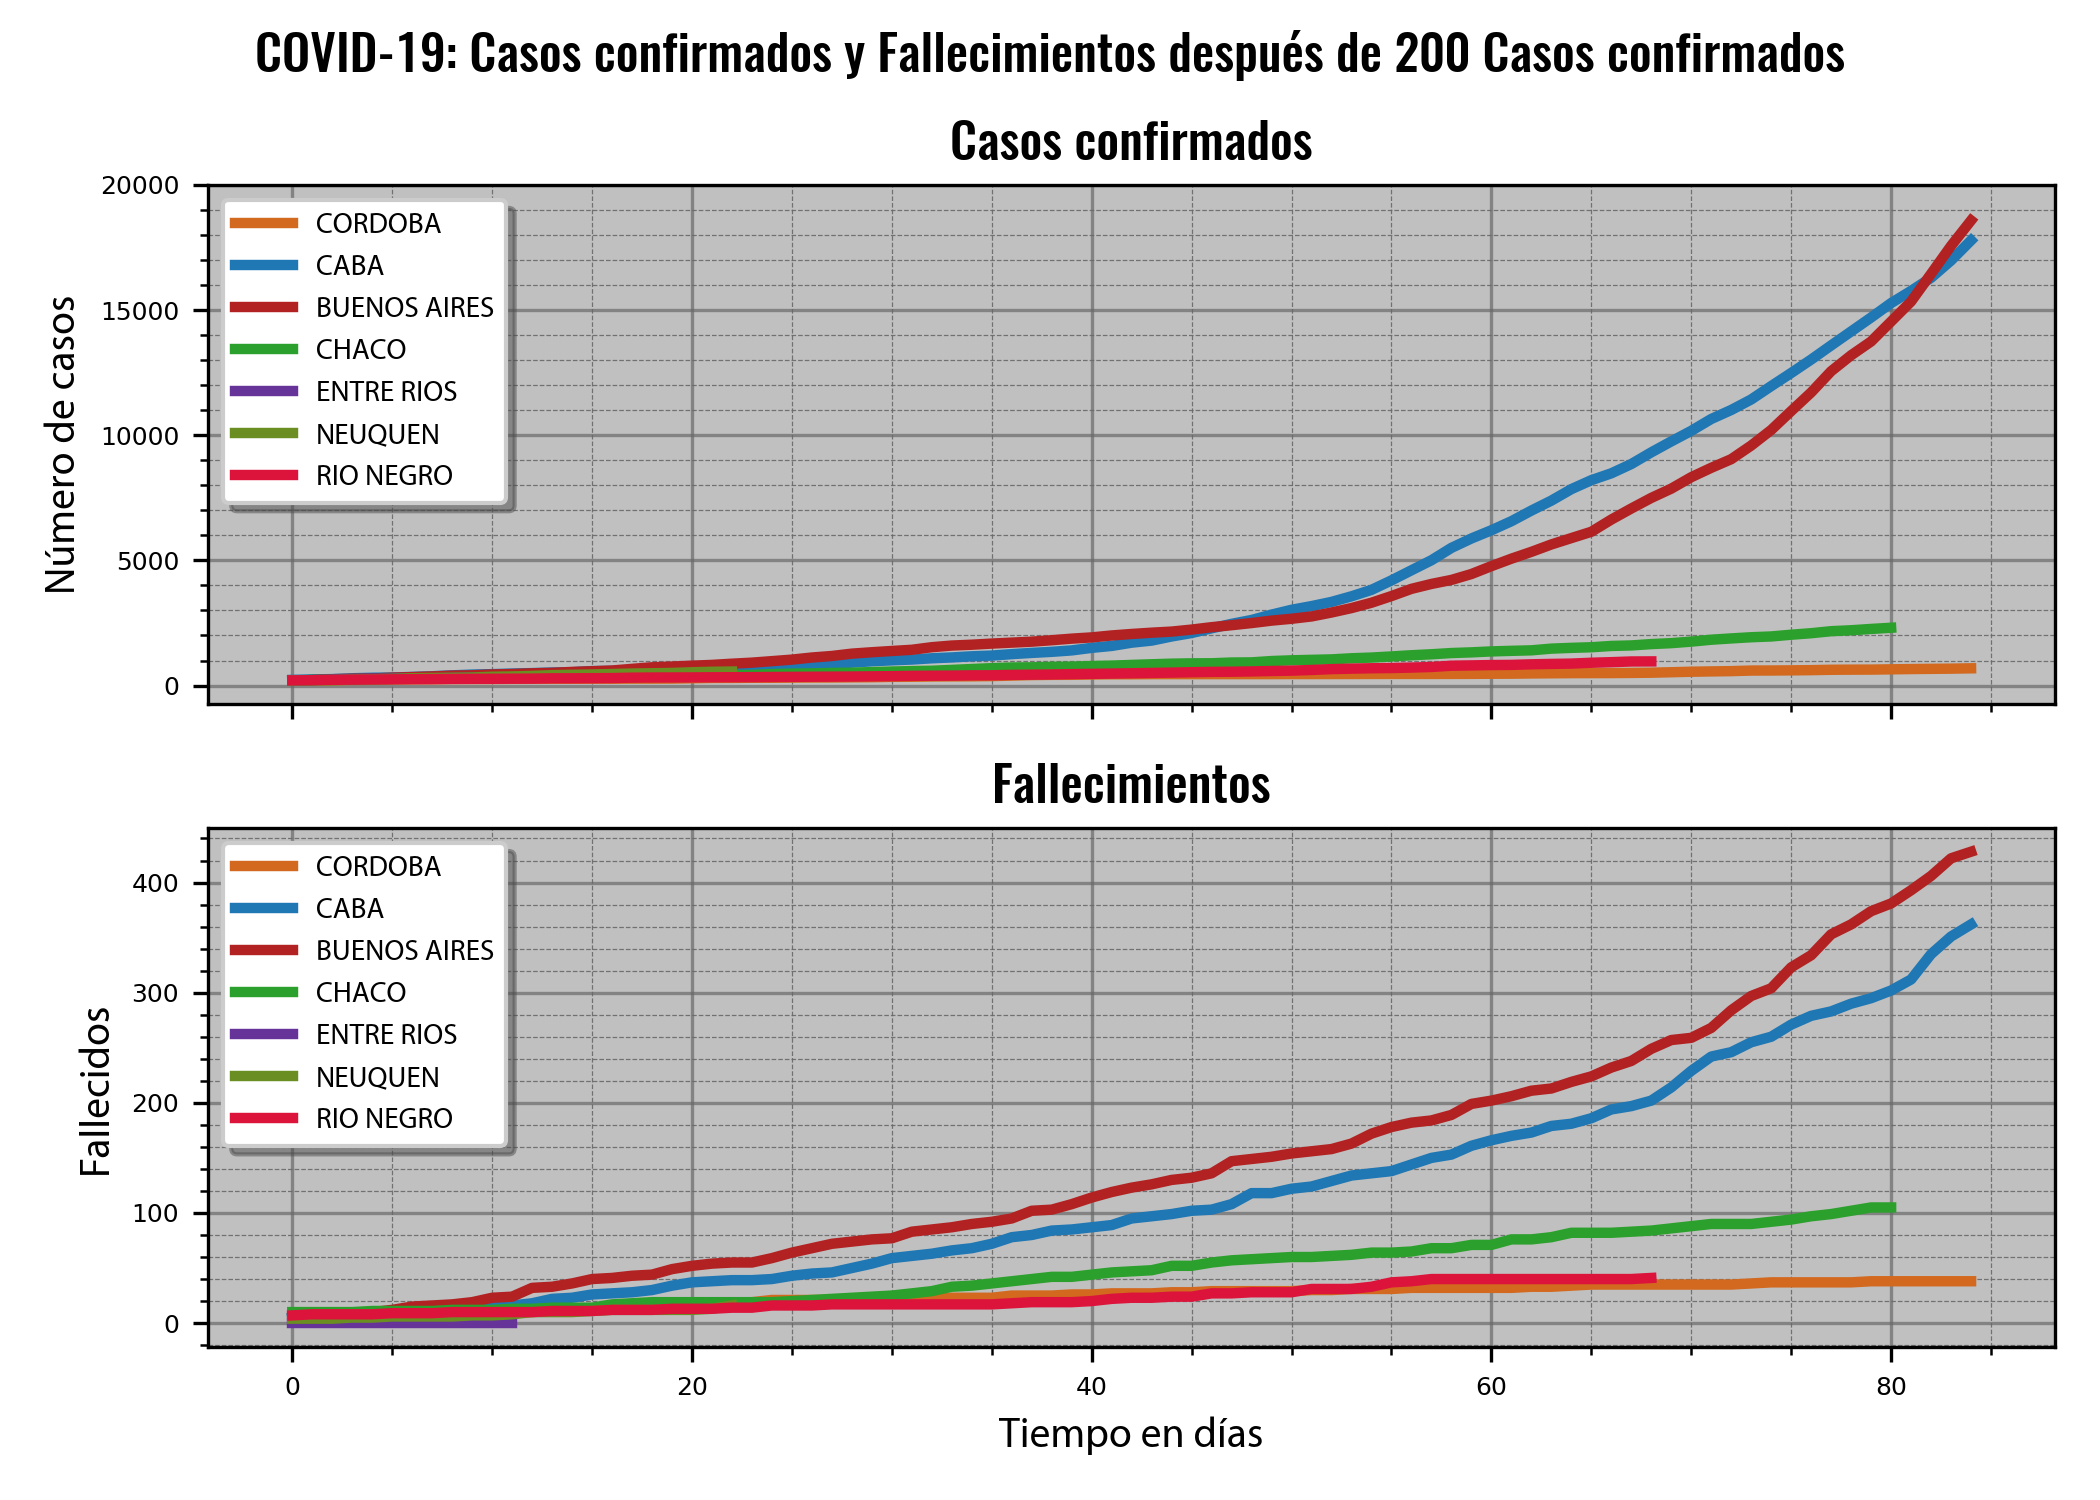 COVID-19: Casos confirmados y Fallecimientos después de 200 Casos confirmados
Casos confirmados
Número de casos
20000
15000
10000
5000
0
CORDOBA
CABA
BUENOS AIRES
CHACO
ENTRE RIOS
NEUQUEN
RIO NEGRO
Fallecimientos
Fallecidos
400
300
200
100
0
CORDOBA
CABA
BUENOS AIRES
CHACO
ENTRE RIOS
NEUQUEN
RIO NEGRO
0 20 40 60 80
Tiempo en días